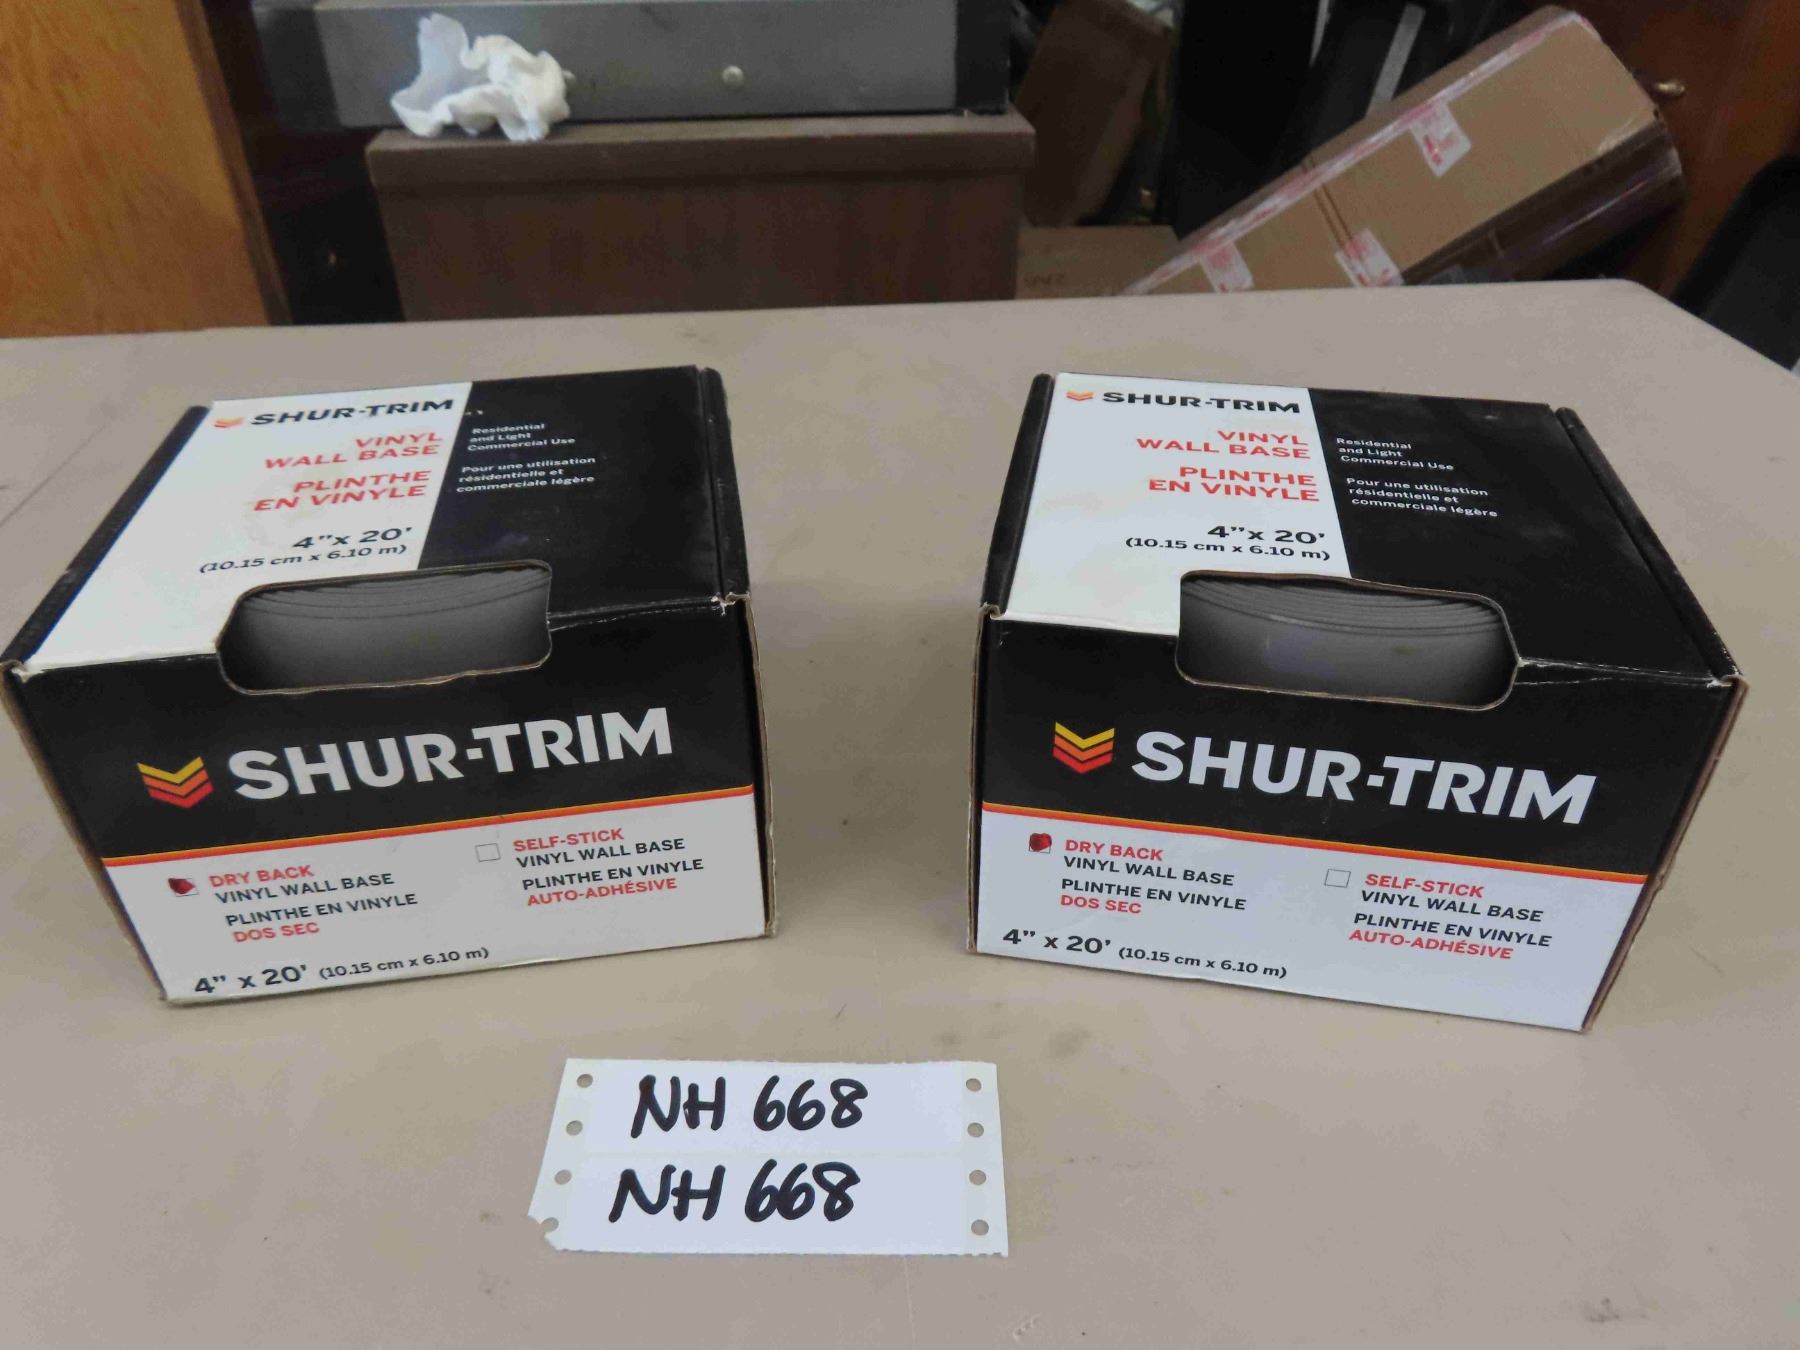 SHUR-TRIM
VINYL
WALL BASE
PLINTHE
EN VINYLE
4" x 20'
(10.15 cm x 6.10 m)
Residential
and Light
Commercial Use
Pour une utilisation
résidentielle et
commerciale légère
SHUR-TRIM
DRY BACK
VINYL WALL BASE
PLINTHE EN VINYLE
DOS SEC
SELF-STICK
VINYL WALL BASE
PLINTHE EN VINYLE
AUTO-ADHÉSIVE
4" x 20' (10.15 cm x 6.10 m)
SHUR-TRIM
VINYL
WALL BASE
PLINTHE
EN VINYLE
4" x 20'
(10.15 cm x 6.10 m)
Residential
and Light
Commercial Use
Pour une utilisation
résidentielle et
commerciale légère
SHUR-TRIM
DRY BACK
VINYL WALL BASE
PLINTHE EN VINYLE
DOS SEC
SELF-STICK
VINYL WALL BASE
PLINTHE EN VINYLE
AUTO-ADHÉSIVE
4" x 20' (10.15 cm x 6.10 m)
NH 668
NH 668